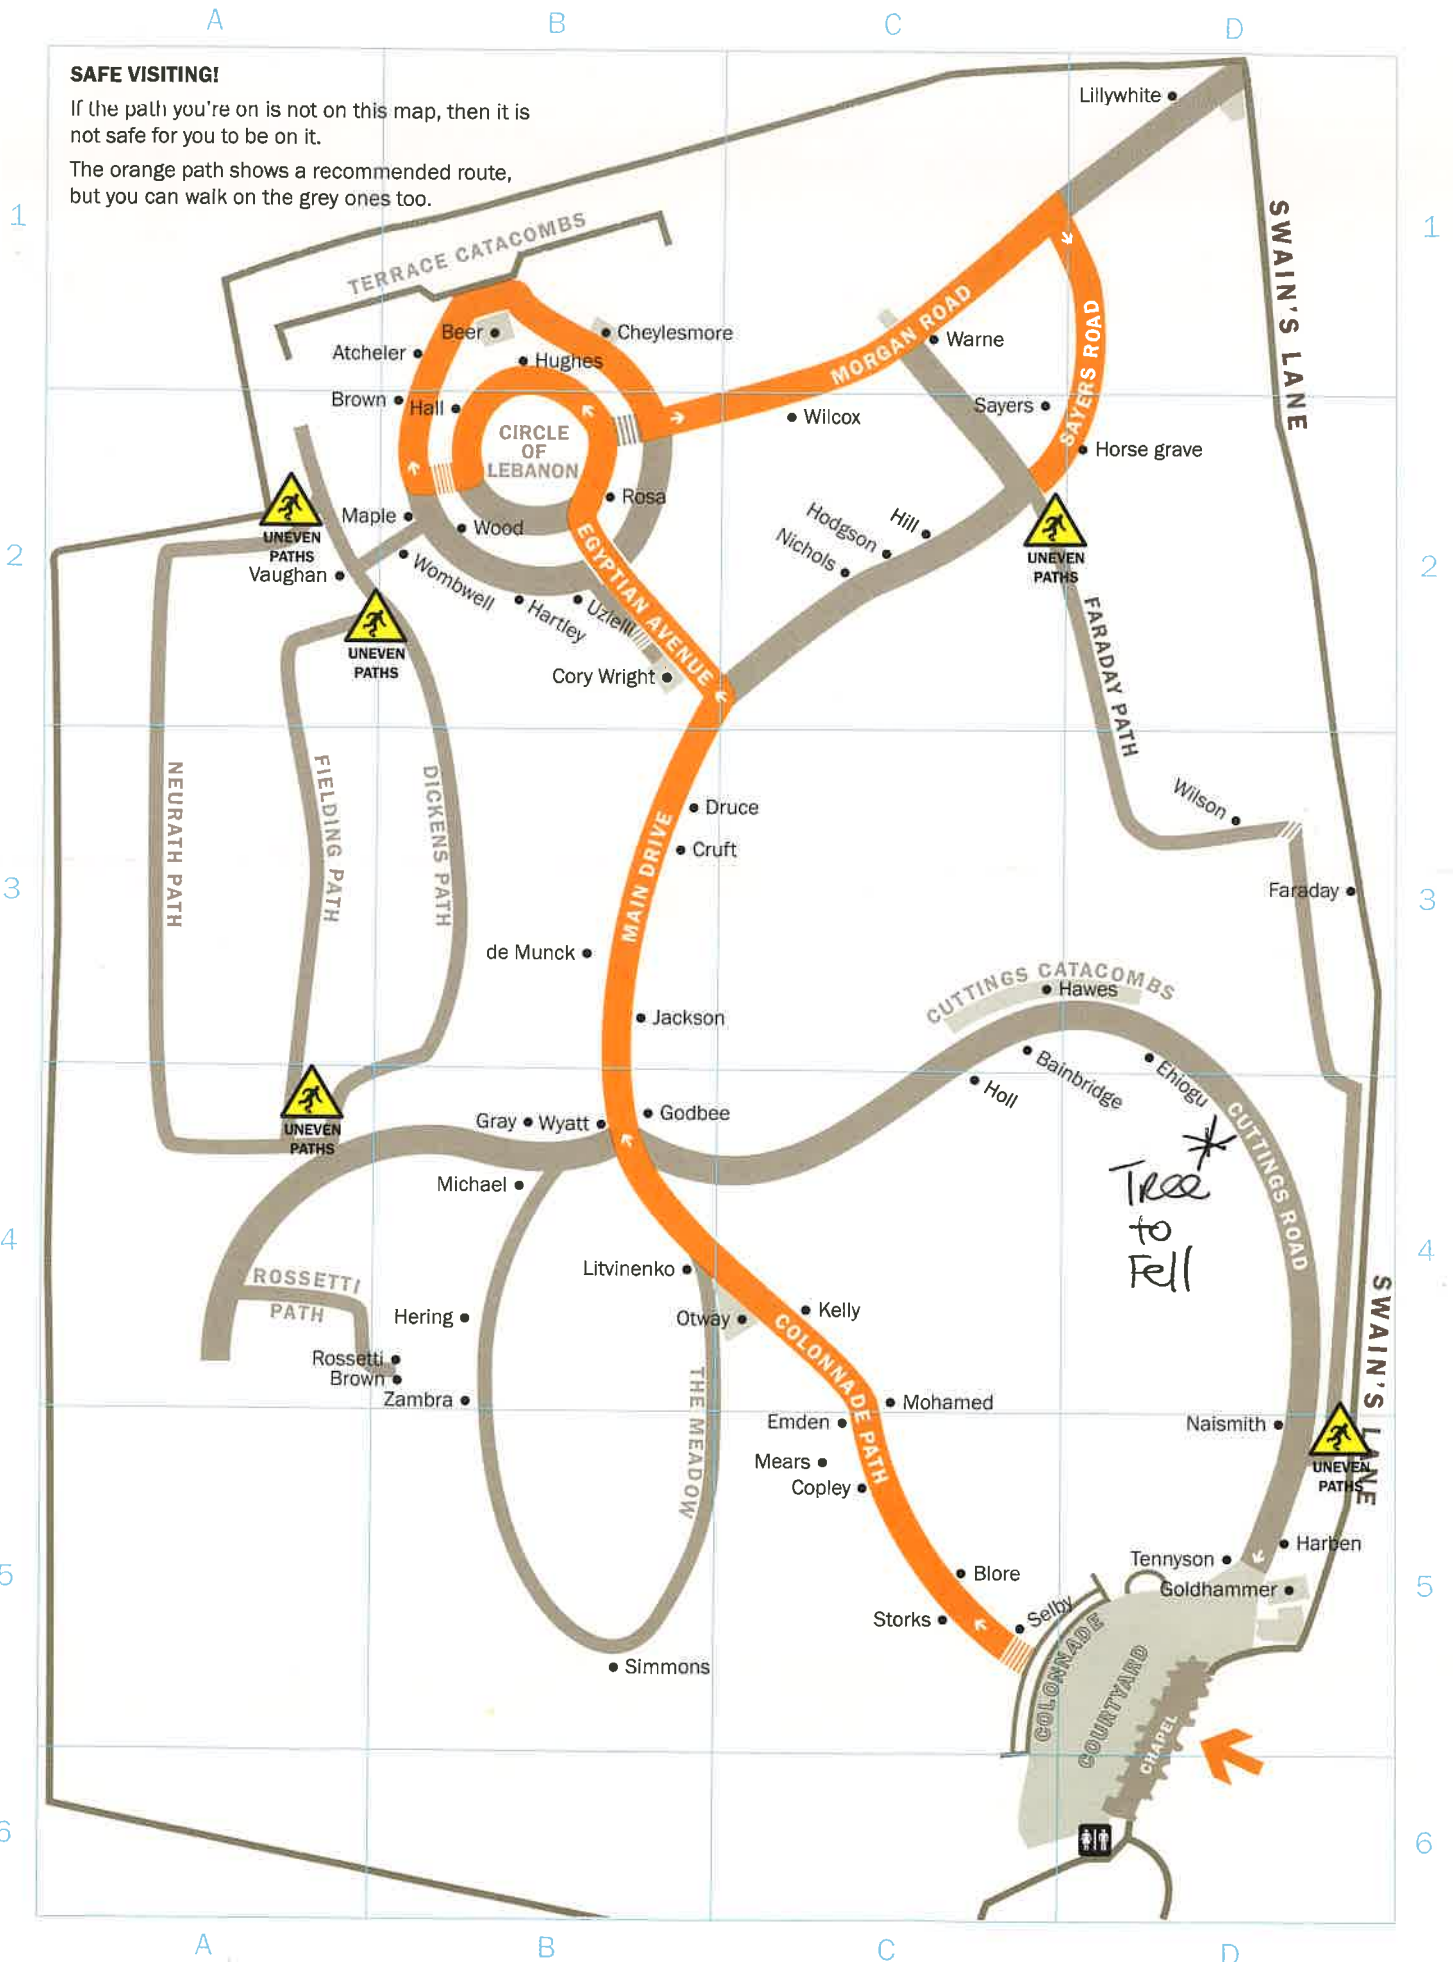 A
B
C
D
SAFE VISITING!
If the path you're on is not on this map, then it is
not safe for you to be on it.
The orange path shows a recommended route,
but you can walk on the grey ones too.
Lillywhite
1
1
SWAIN'S LANE
TERRACE CATACOMBS
Beer
Cheylesmore
Atcheler
Hughes
MORGAN ROAD
Warne
SAYERS ROAD
Brown
Hall
Wilcox
Sayers
CIRCLE
OF
LEBANON
Horse grave
Rosa
Maple
Wood
UNEVEN
PATHS
Hodgson
Hill
Nichols
UNEVEN
PATHS
2
2
Vaughan
Wombwell
Hartley
Uzielli
EGYPTIAN AVENUE
FARADAY PATH
UNEVEN
PATHS
Cory Wright
NEURATH PATH
FIELDING PATH
DICKENS PATH
MAIN DRIVE
Druce
Cruft
Wilson
3
3
Faraday
de Munck
CUTTINGS CATACOMBS
Hawes
Jackson
Bainbridge
Ehiogu
Holl
UNEVEN
PATHS
Gray
Wyatt
Godbee
CUTTINGS ROAD
Tree
to
Fell
Michael
4
4
Litvinenko
ROSSETTI
PATH
Hering
Otway
Kelly
SWAIN'S LANE
COLONNADE PATH
Rossetti
Brown
Zambra
THE MEADOW
Mohamed
Emden
Naismith
Mears
Copley
UNEVEN
PATHS
Harben
Tennyson
5
5
Blore
Goldhammer
Storks
Selby
COLONNADE
COURTYARD
Simmons
CHAPEL
6
6
A
B
C
D